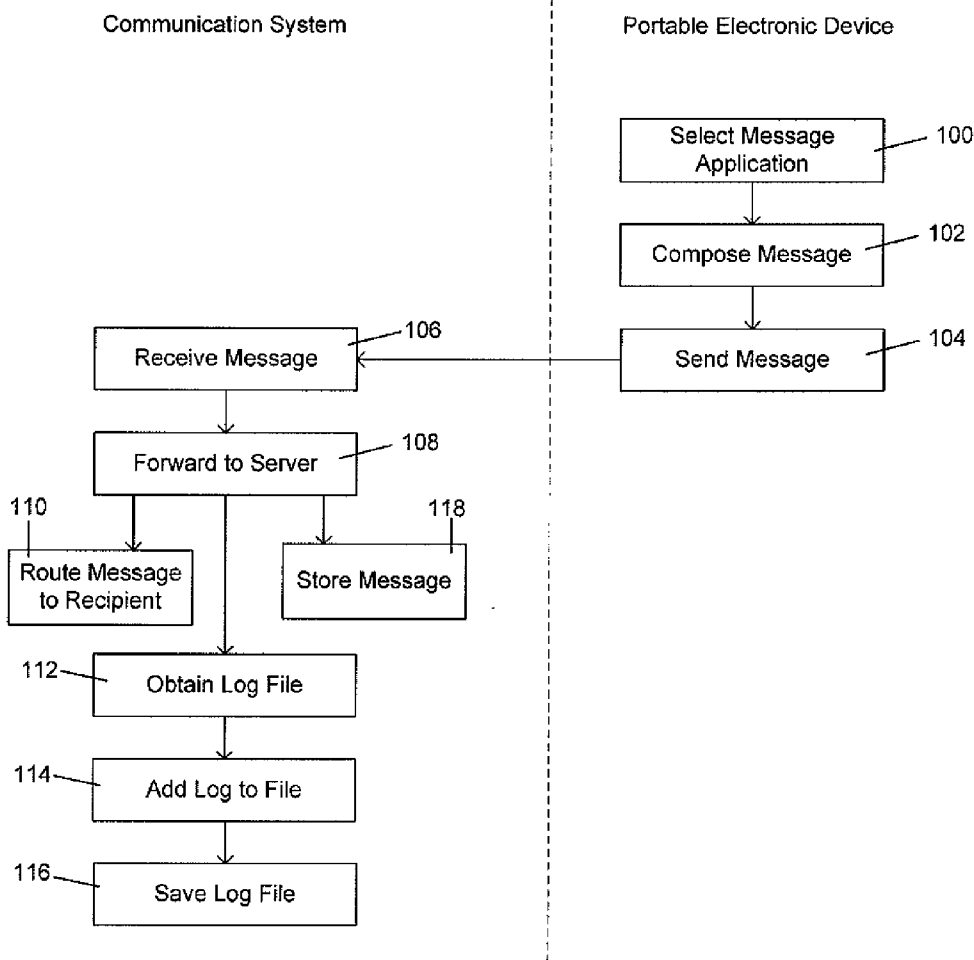 Communication System
Portable Electronic Device
Select Message
Application
100
Compose Message
102
Send Message
104
Receive Message
106
Forward to Server
108
110
Route Message
to Recipient
118
Store Message
112
Obtain Log File
114
Add Log to File
116
Save Log File